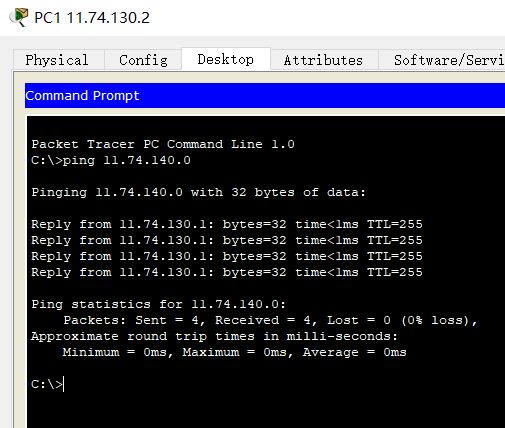 PC1 11.74.130.2
Physical Config Desktop Attributes Software/Servi
Command Prompt
Packet Tracer PC Command Line 1.0
C:\>ping 11.74.140.0
Pinging 11.74.140.0 with 32 bytes of data:
Reply from 11.74.130.1: bytes=32 time<1ms TTL=255
Reply from 11.74.130.1: bytes=32 time<1ms TTL=255
Reply from 11.74.130.1: bytes=32 time<1ms TTL=255
Reply from 11.74.130.1: bytes=32 time<1ms TTL=255
Ping statistics for 11.74.140.0:
Packets: Sent = 4, Received = 4, Lost = 0 (0% loss),
Approximate round trip times in milli-seconds:
Minimum = 0ms, Maximum = 0ms, Average = 0ms
C:\>